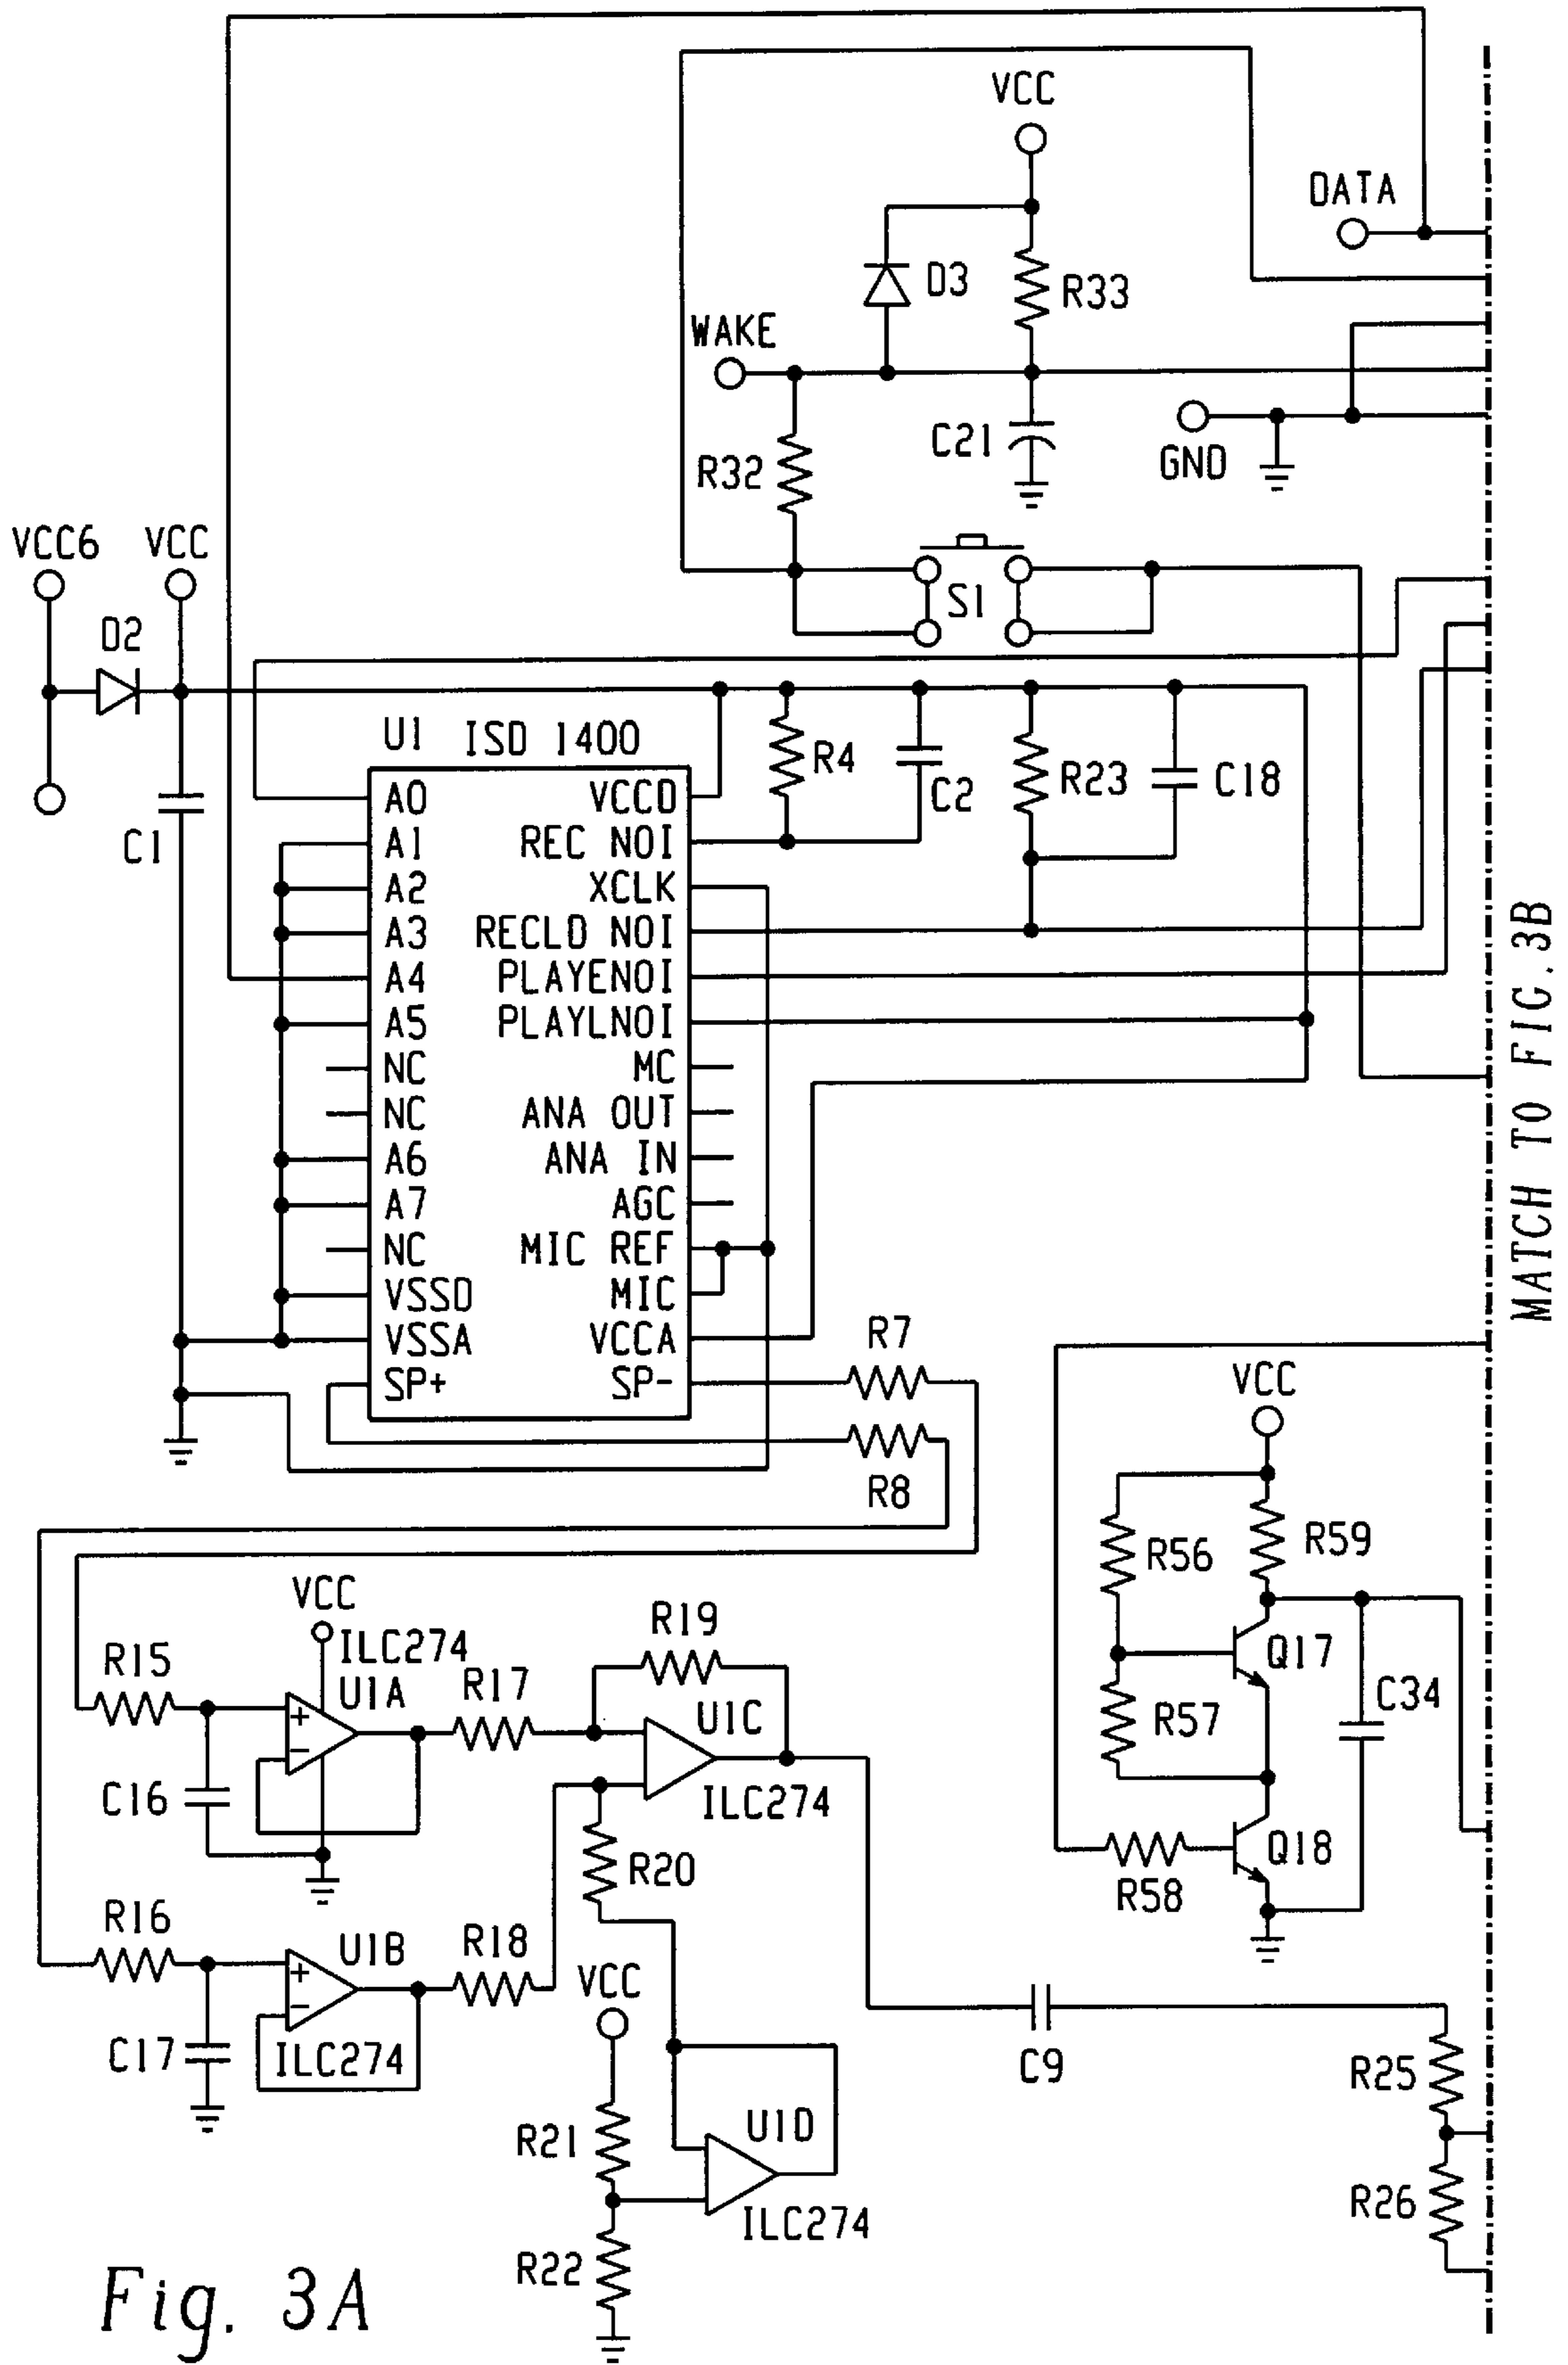 VCC
DATA
D3
R33
WAKE
C21
R32
GND
VCC6 VCC
S1
D2
U1 ISD 1400
R4
C2
R23
C18
C1
A0 VCCD
A1 REC NOI
A2 XCLK
A3 RECLD NOI
A4 PLAYENOI
A5 PLAYLNOI
NC MC
NC ANA OUT
A6 ANA IN
A7 AGC
NC MIC REF
VSSD MIC
VSSA VCCA
SP+ SP-
MATCH TO FIG.3B
R7
R8
VCC
R56
R59
Q17
R57
C34
Q18
R58
VCC
ILC274
U1A
R15
R17
R19
U1C
ILC274
+
-
C16
R20
R16
U1B
R18
+
-
ILC274
C17
VCC
C9
R25
R21
U1D
ILC274
R26
R22
Fig. 3A